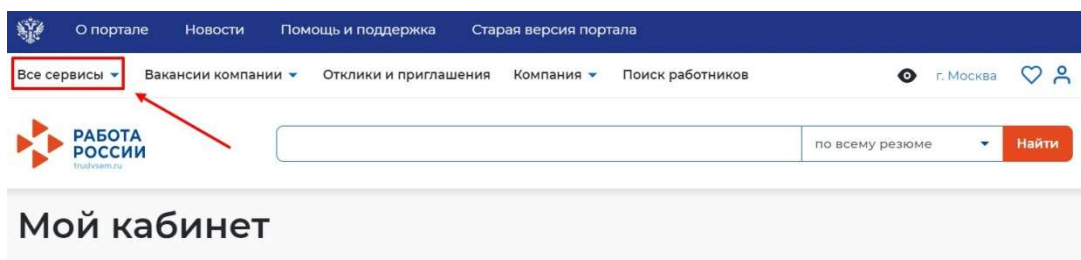 О портале Новости Помощь и поддержка Старая версия портала
Все сервисы Вакансии компании Отклики и приглашения Компания Поиск работников г. Москва
РАБОТА
РОССИИ
trudvsem.ru
по всему резюме Найти
Мой кабинет